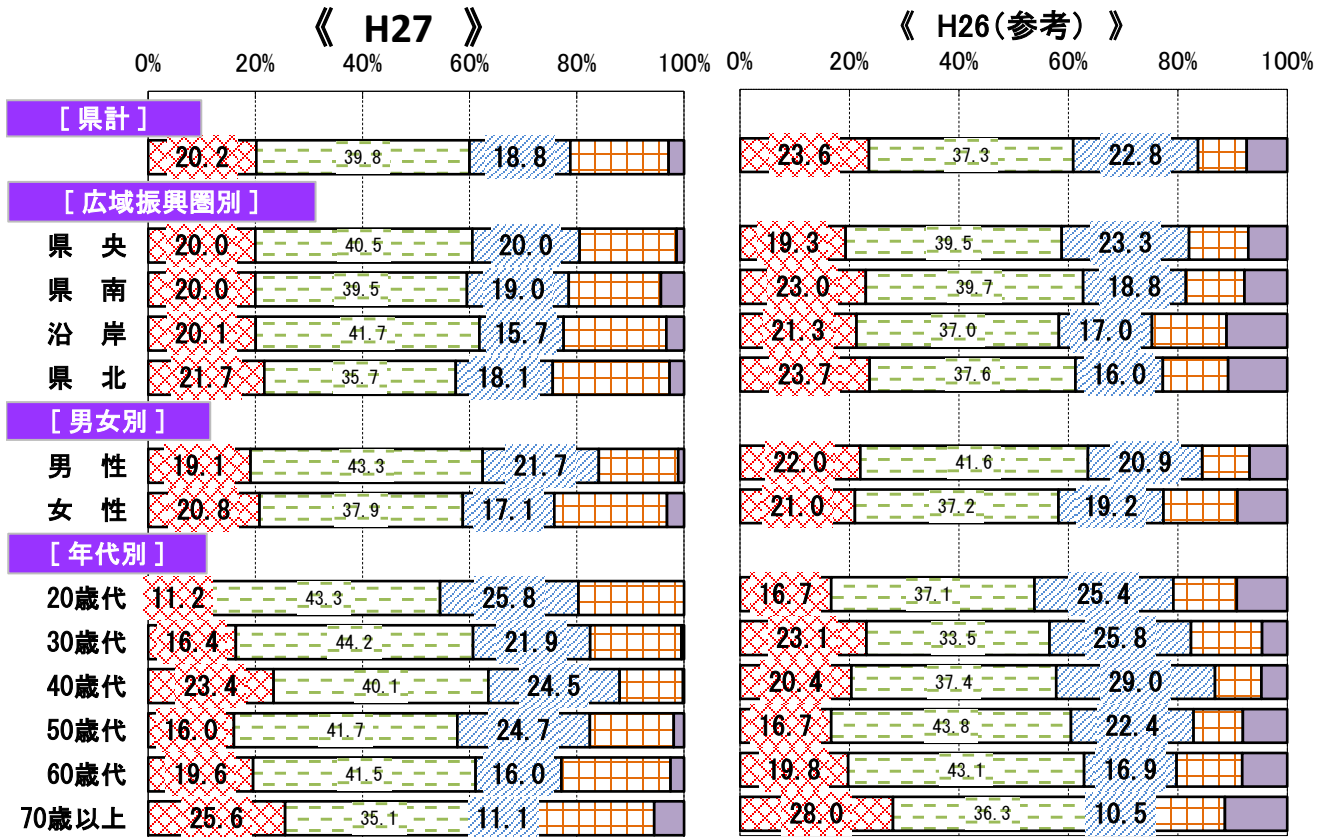 《 H27 》 《 H26（参考） 》
0% 20% 40% 60% 80% 100% 0% 20% 40% 60% 80% 100%
[ 県計 ]
20.2 39.8 18.8 23.6 37.3 22.8
[ 広域振興圏別 ]
県 央 20.0 40.5 20.0 19.3 39.5 23.3
県 南 20.0 39.5 19.0 23.0 39.7 18.8
沿 岸 20.1 41.7 15.7 21.3 37.0 17.0
県 北 21.7 35.7 18.1 23.7 37.6 16.0
[ 男女別 ]
男 性 19.1 43.3 21.7 22.0 41.6 20.9
女 性 20.8 37.9 17.1 21.0 37.2 19.2
[ 年代別 ]
20歳代 11.2 43.3 25.8 16.7 37.1 25.4
30歳代 16.4 44.2 21.9 23.1 33.5 25.8
40歳代 23.4 40.1 24.5 20.4 37.4 29.0
50歳代 16.0 41.7 24.7 16.7 43.8 22.4
60歳代 19.6 41.5 16.0 19.8 43.1 16.9
70歳以上 25.6 35.1 11.1 28.0 36.3 10.5